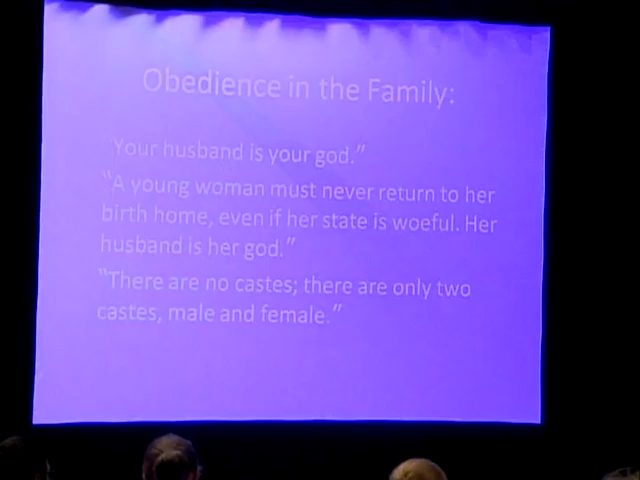 Obedience in the Family:
"Your husband is your god."
"A young woman must never return to her
birth home, even if her state is woeful. Her
husband is her god."
"There are no castes; there are only two
castes, male and female."